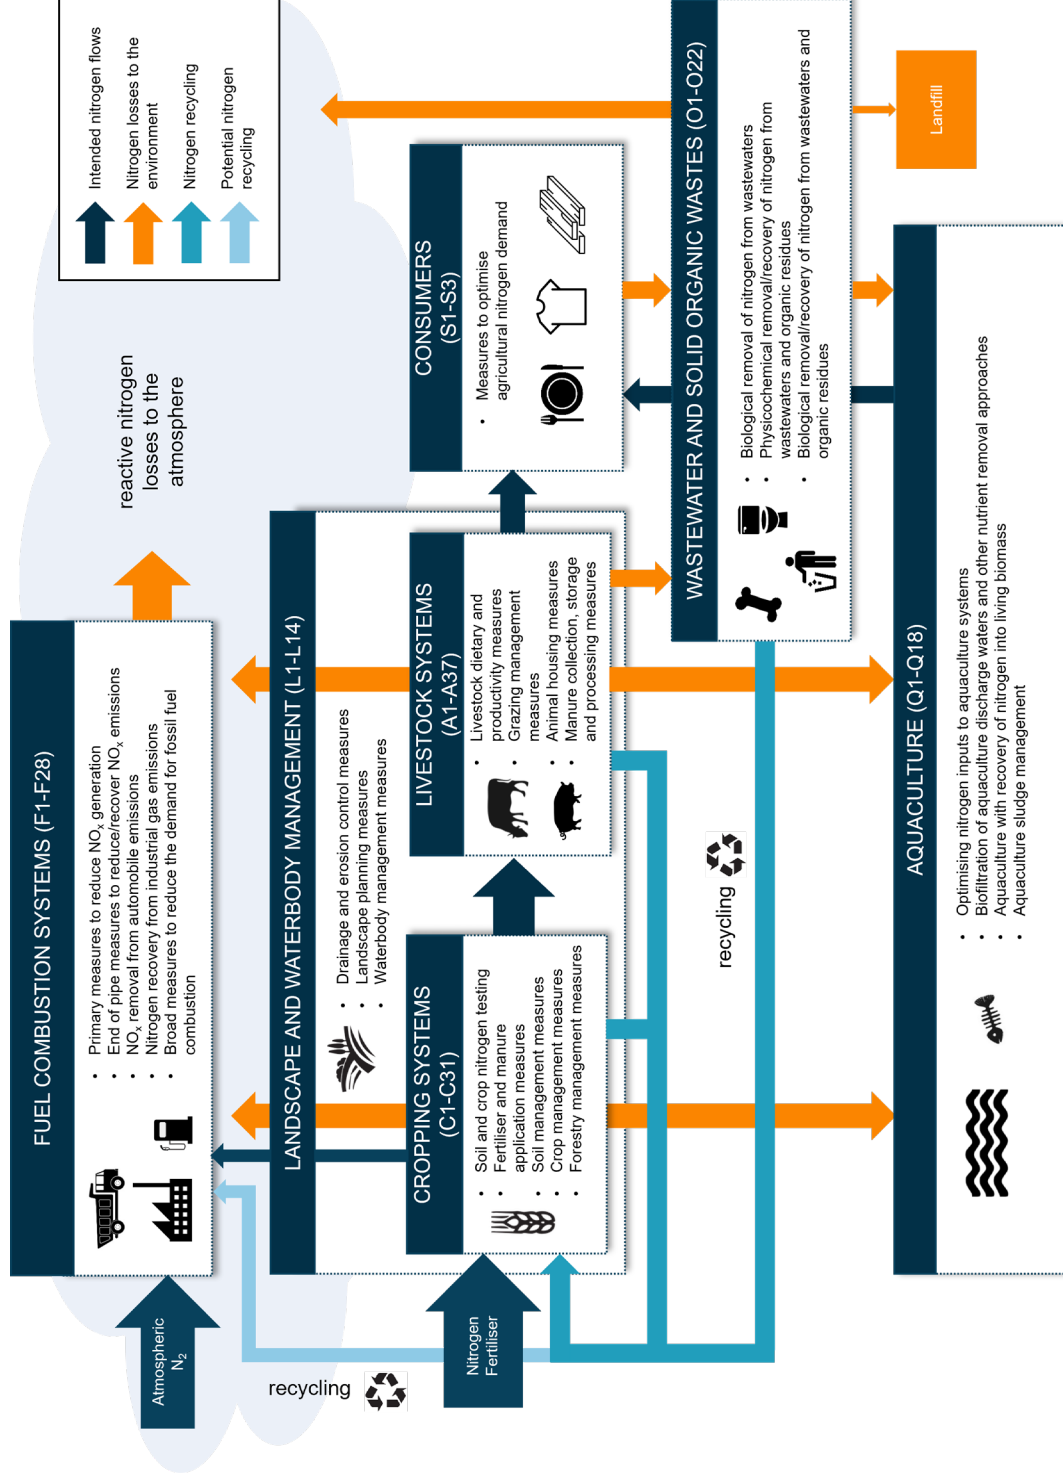 FUEL COMBUSTION SYSTEMS (F1-F28)
• Primary measures to reduce NOx generation
• End of pipe measures to reduce/recover NOx emissions
• NOx removal from automobile emissions
• Nitrogen recovery from industrial gas emissions
• Broad measures to reduce the demand for fossil fuel
combustion
Atmospheric
N2
reactive nitrogen
losses to the
atmosphere
Intended nitrogen flows
Nitrogen losses to the
environment
Nitrogen recycling
Potential nitrogen
recycling
LANDSCAPE AND WATERBODY MANAGEMENT (L1-L14)
• Drainage and erosion control measures
• Landscape planning measures
• Waterbody management measures
recycling
Nitrogen
Fertiliser
CROPPING SYSTEMS
(C1-C31)
• Soil and crop nitrogen testing
• Fertiliser and manure
application measures
• Soil management measures
• Crop management measures
• Forestry management measures
LIVESTOCK SYSTEMS
(A1-A37)
• Livestock dietary and
productivity measures
• Grazing management
measures
• Animal housing measures
• Manure collection, storage
and processing measures
CONSUMERS
(S1-S3)
• Measures to optimise
agricultural nitrogen demand
recycling
WASTEWATER AND SOLID ORGANIC WASTES (O1-O22)
• Biological removal of nitrogen from wastewaters
• Physicochemical removal/recovery of nitrogen from
wastewaters and organic residues
• Biological removal/recovery of nitrogen from wastewaters and
organic residues
Landfill
AQUACULTURE (Q1-Q18)
• Optimising nitrogen inputs to aquaculture systems
• Biofiltration of aquaculture discharge waters and other nutrient removal approaches
• Aquaculture with recovery of nitrogen into living biomass
• Aquaculture sludge management